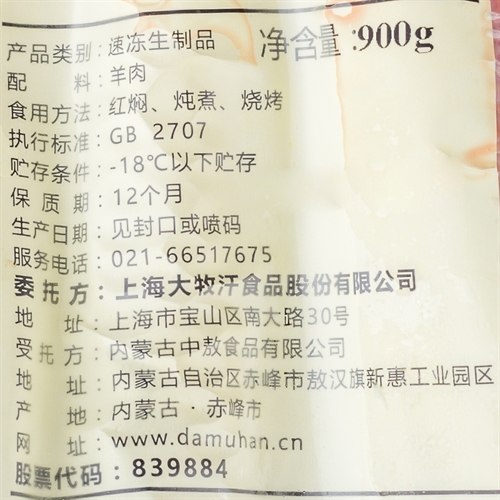 产品类别:速冻生制品 净含量:900g
配料:羊肉
食用方法:红焖、炖煮、烧烤
执行标准:GB 2707
贮存条件:-18℃以下贮存
保质期:12个月
生产日期:见封口或喷码
服务电话:021-66517675
委托方:上海大牧汗食品股份有限公司
地址:上海市宝山区南大路30号
受托方:内蒙古中敖食品有限公司
地址:内蒙古自治区赤峰市敖汉旗新惠工业园区
产地:内蒙古·赤峰市
网址:www.damuhan.cn
股票代码:839884